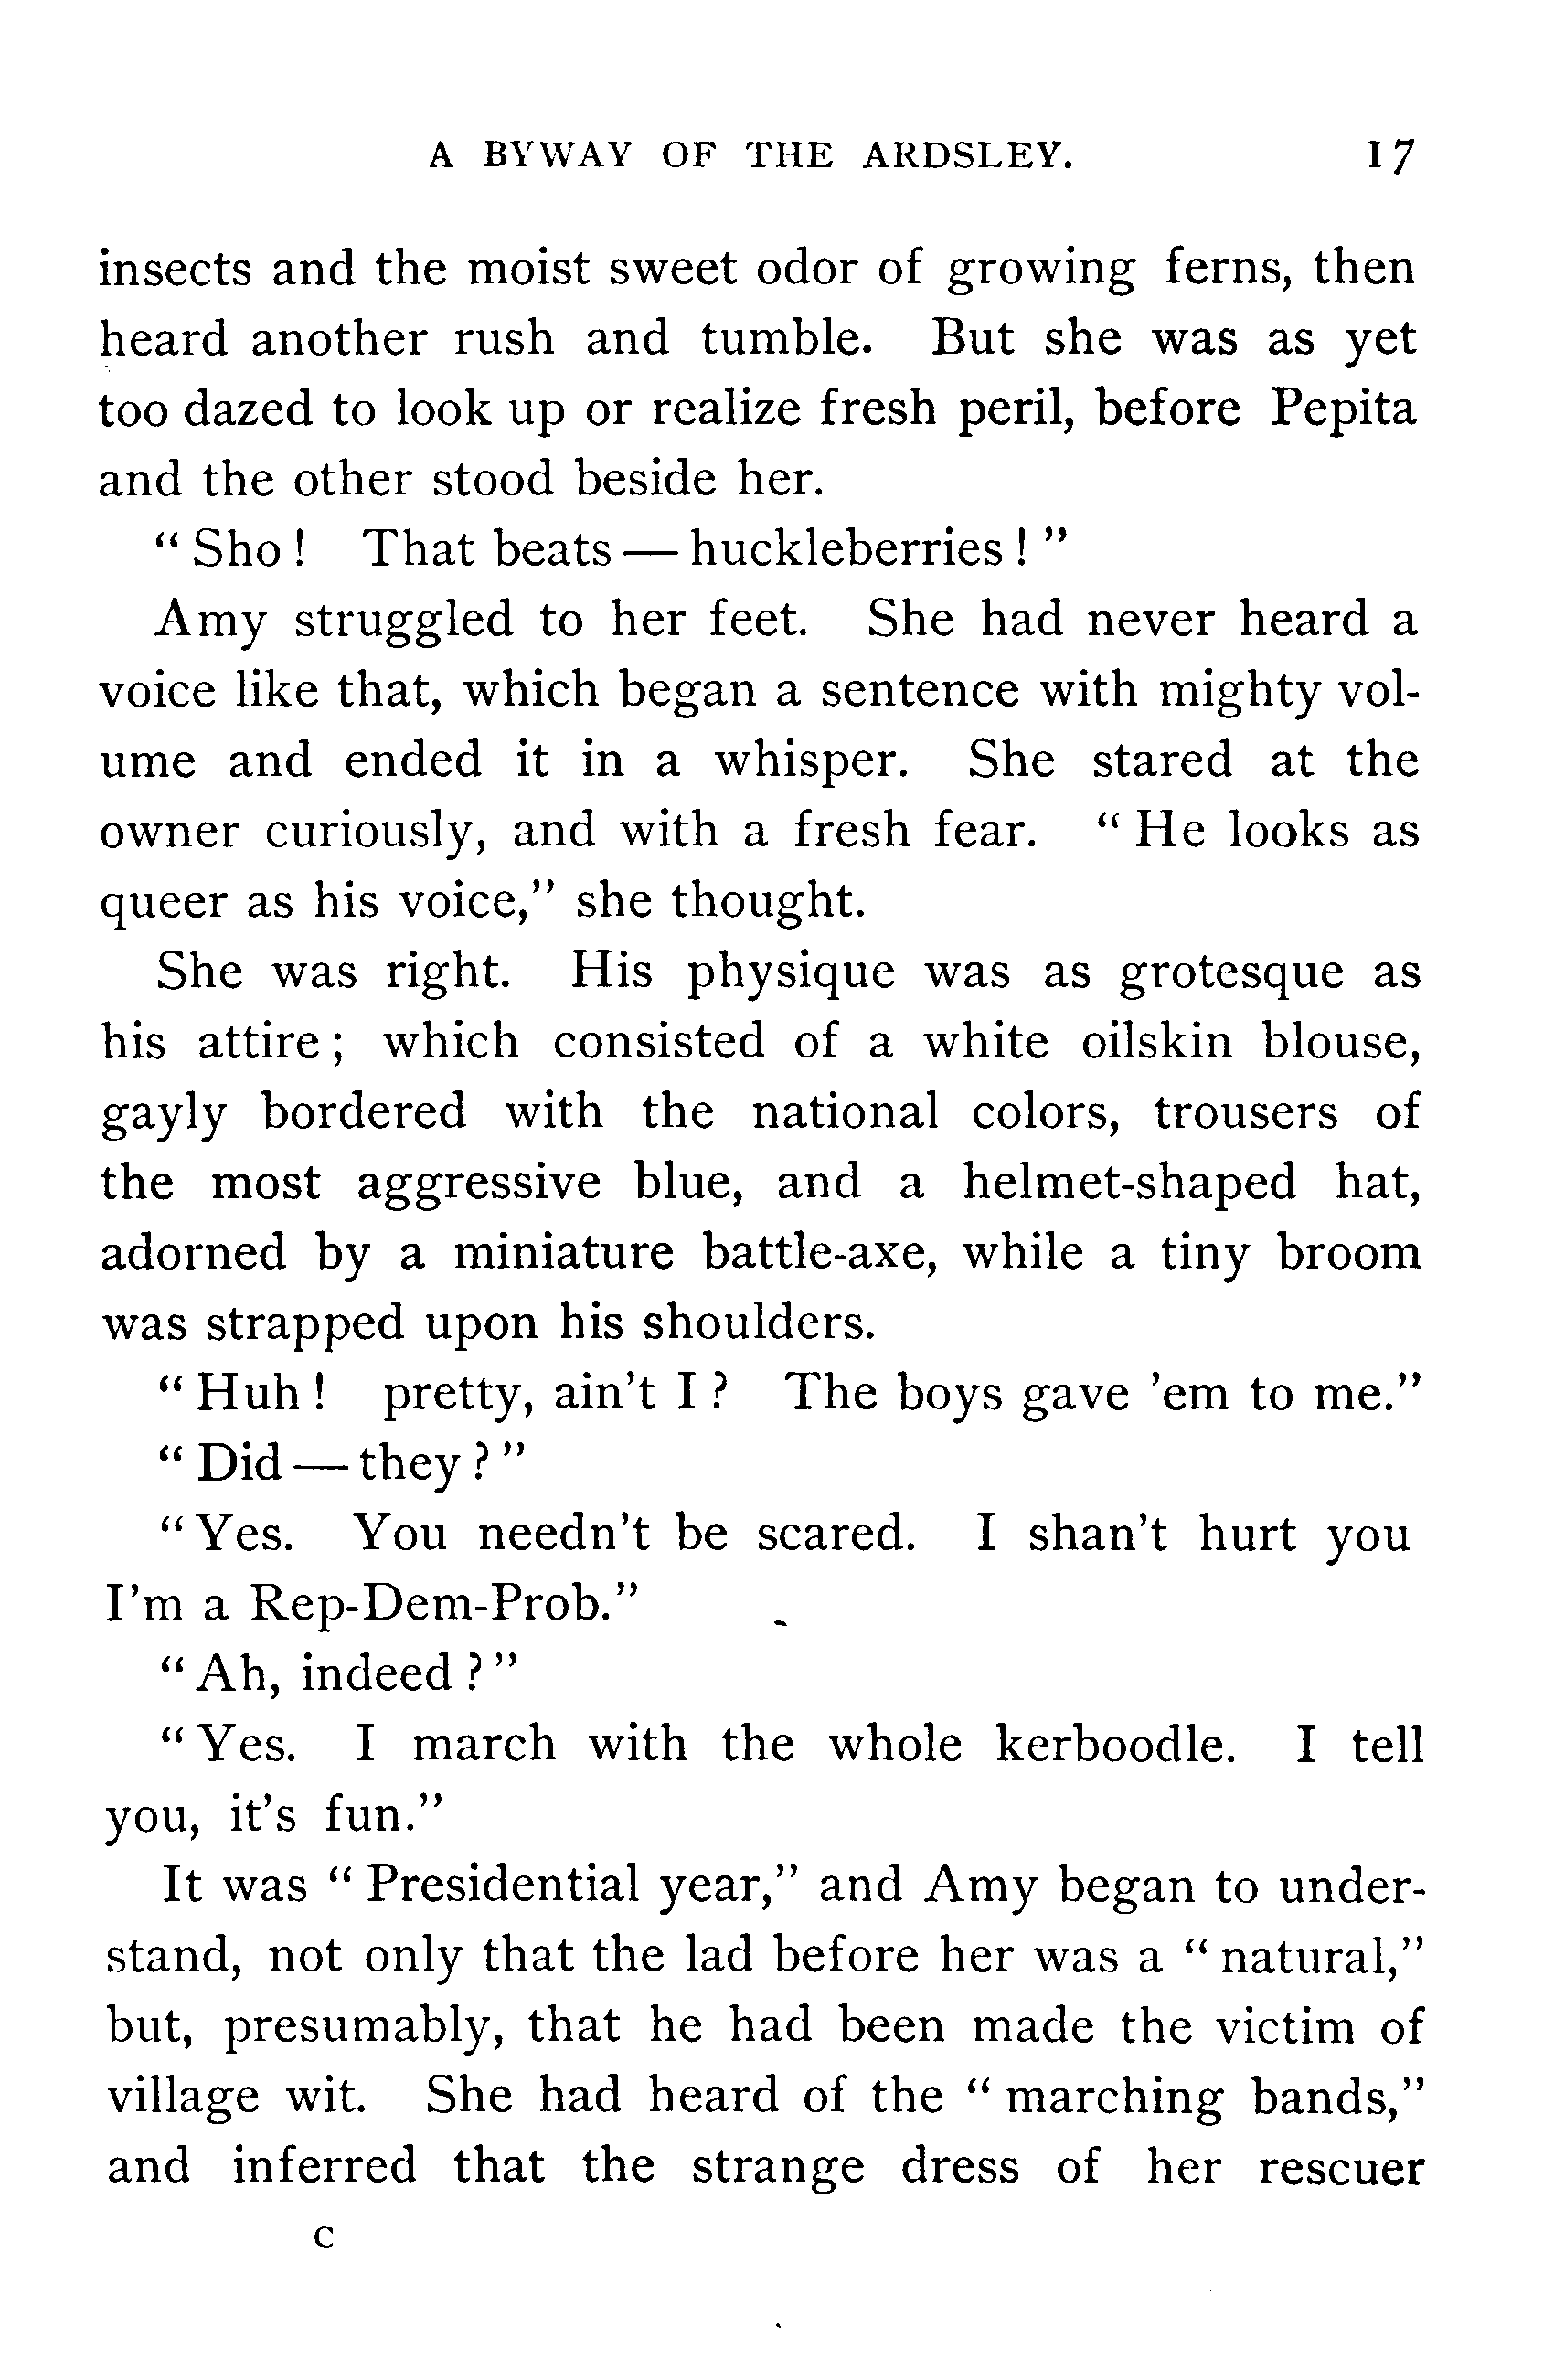 A BYWAY OF THE ARDSLEY. 17
insects and the moist sweet odor of growing ferns, then
heard another rush and tumble. But she was as yet
too dazed to look up or realize fresh peril, before Pepita
and the other stood beside her.
“ Sho ! That beats — huckleberries ! ”
Amy struggled to her feet. She had never heard a
voice like that, which began a sentence with mighty vol-
ume and ended it in a whisper. She stared at the
owner curiously, and with a fresh fear. “ He looks as
queer as his voice,” she thought.
She was right. His physique was as grotesque as
his attire ; which consisted of a white oilskin blouse,
gayly bordered with the national colors, trousers of
the most aggressive blue, and a helmet-shaped hat,
adorned by a miniature battle-axe, while a tiny broom
was strapped upon his shoulders.
“ Huh ! pretty, ain’t I ? The boys gave ’em to me.”
“ Did — they ? ”
“ Yes. You needn’t be scared. I shan’t hurt you
I’m a Rep-Dem-Prob.”
“ Ah, indeed ? ”
“ Yes. I march with the whole kerboodle. I tell
you, it’s fun.”
It was “ Presidential year,” and Amy began to under-
stand, not only that the lad before her was a “ natural,”
but, presumably, that he had been made the victim of
village wit. She had heard of the “ marching bands,”
and inferred that the strange dress of her rescuer
C